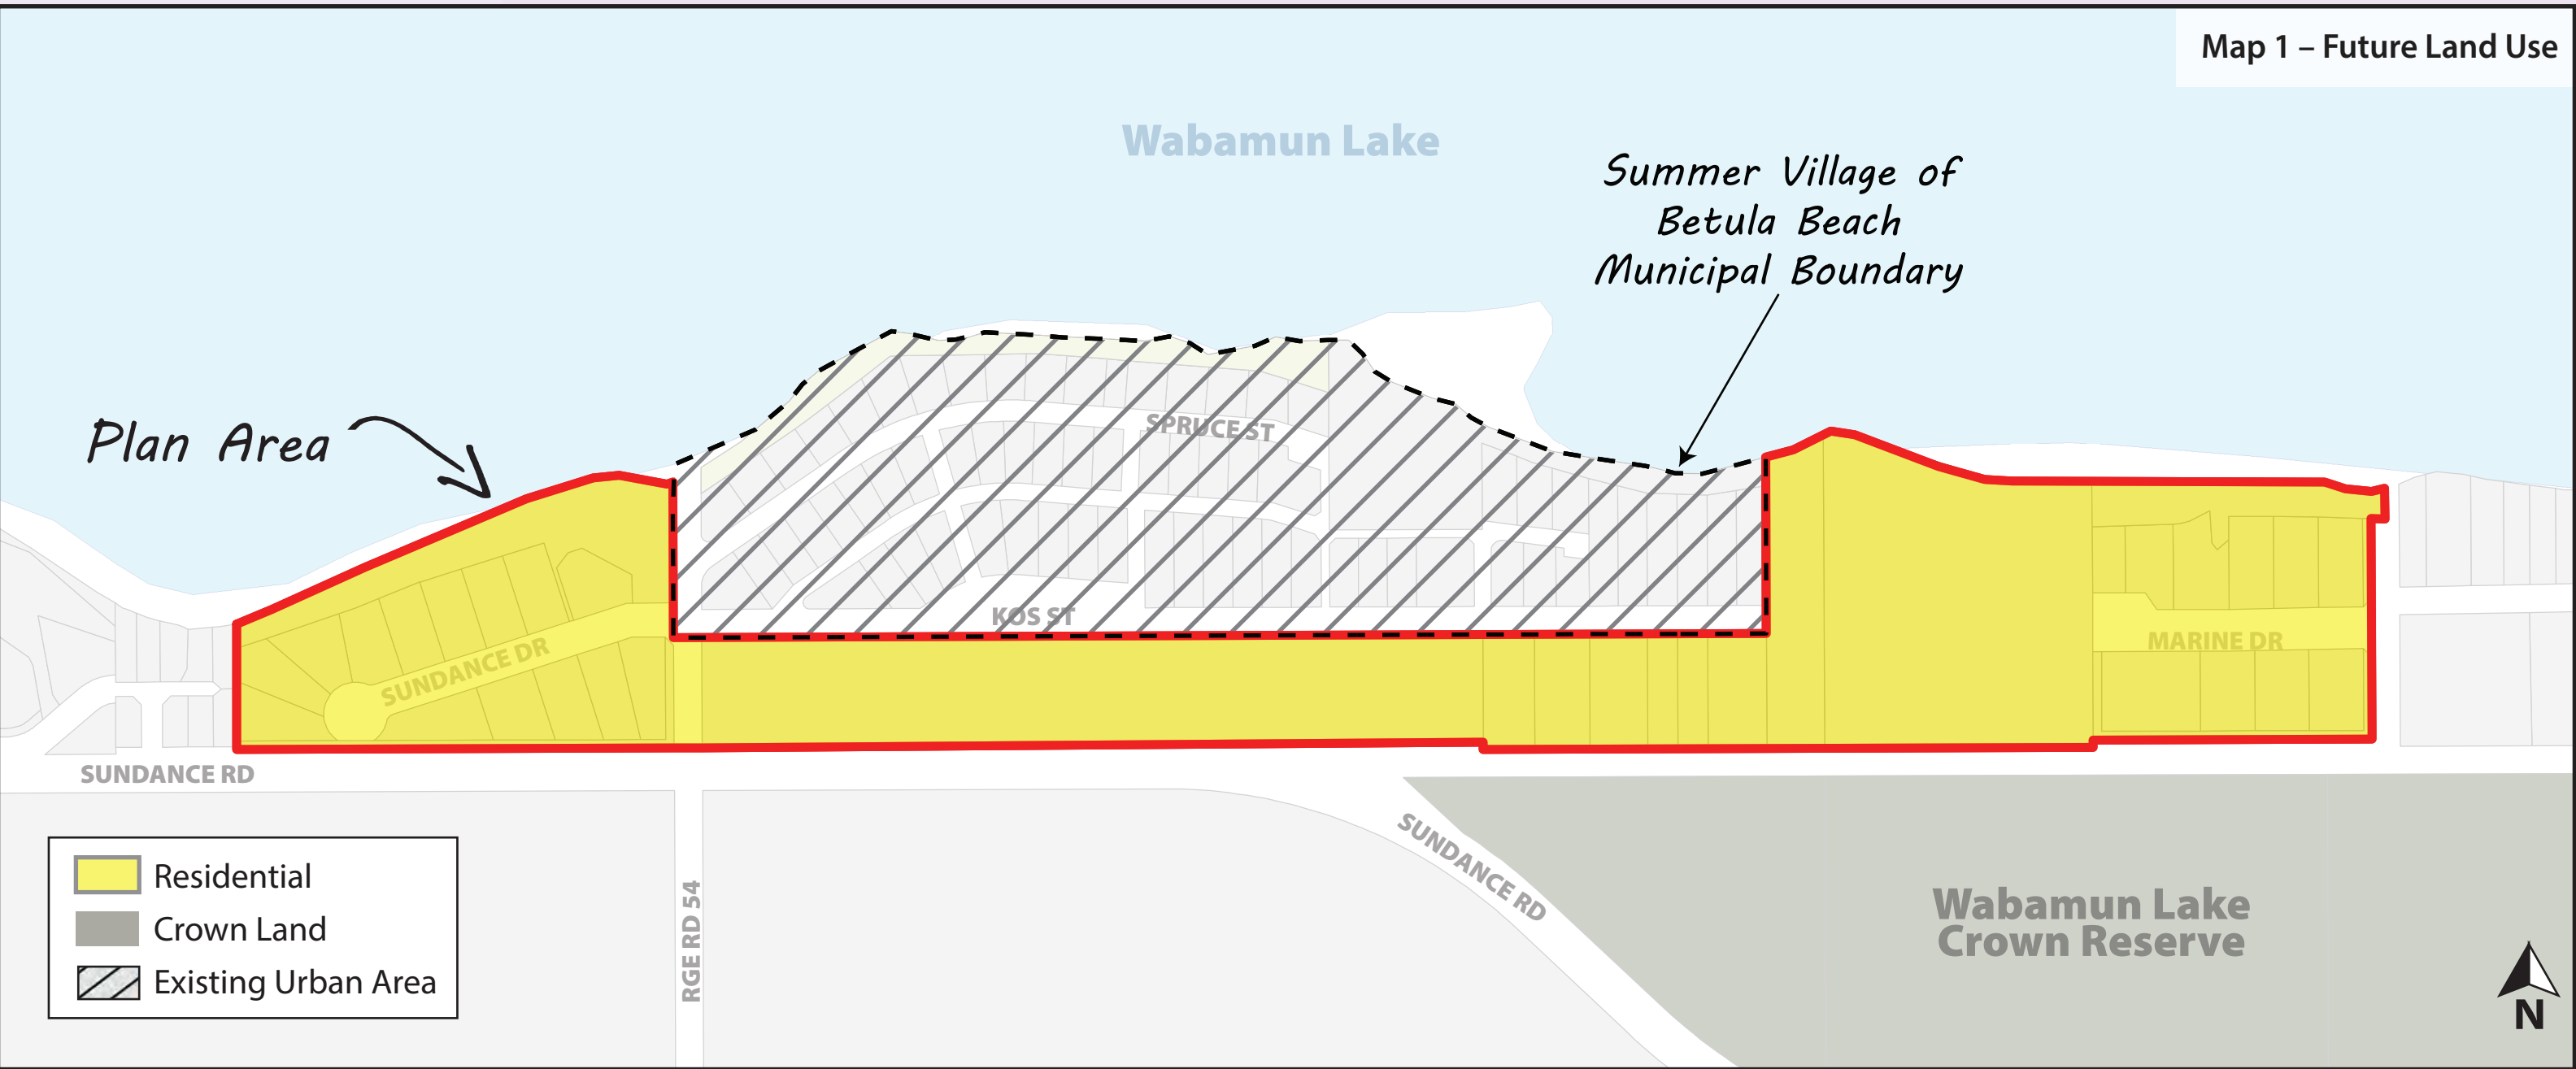 Map 1 – Future Land Use
Wabamun Lake
Summer Village of
Betula Beach
Municipal Boundary
Plan Area
SPRUCE ST
KOS ST
SUNDANCE DR
MARINE DR
SUNDANCE RD
SUNDANCE RD
RGE RD 54
Residential
Crown Land
Existing Urban Area
Wabamun Lake
Crown Reserve
N